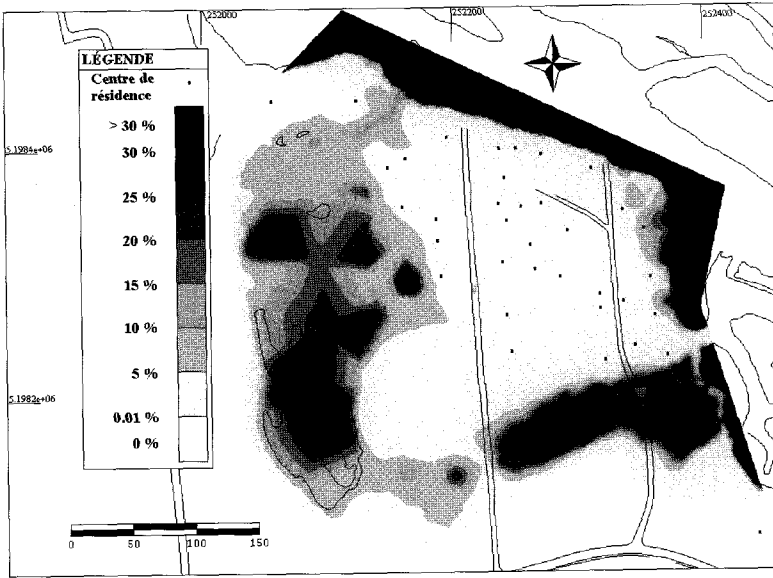 252000
252200
252400
LÉGENDE
Centre de
résidence
> 30 %
30 %
25 %
20 %
15 %
10 %
5 %
0.01 %
0 %
5.1984e+06
5.1982e+06
0 50 100 150